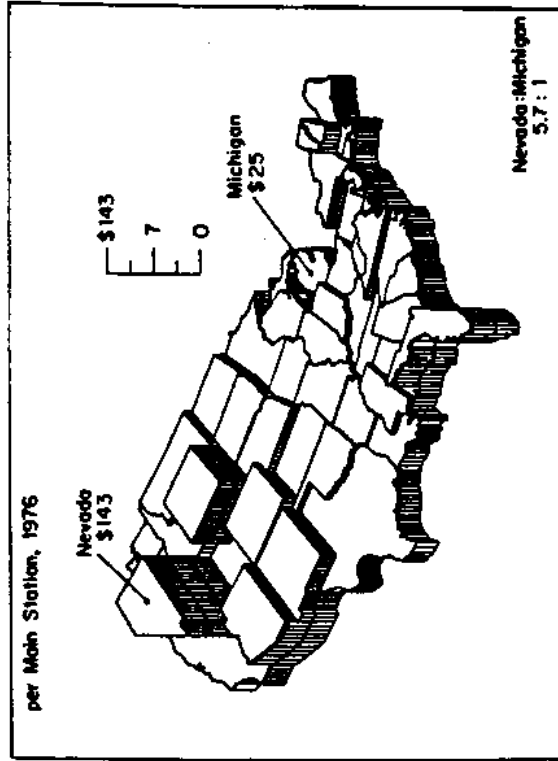 per Main Station, 1976
Nevada
$143
$143
7
0
Michigan
$25
Nevada:Michigan
5.7 : 1